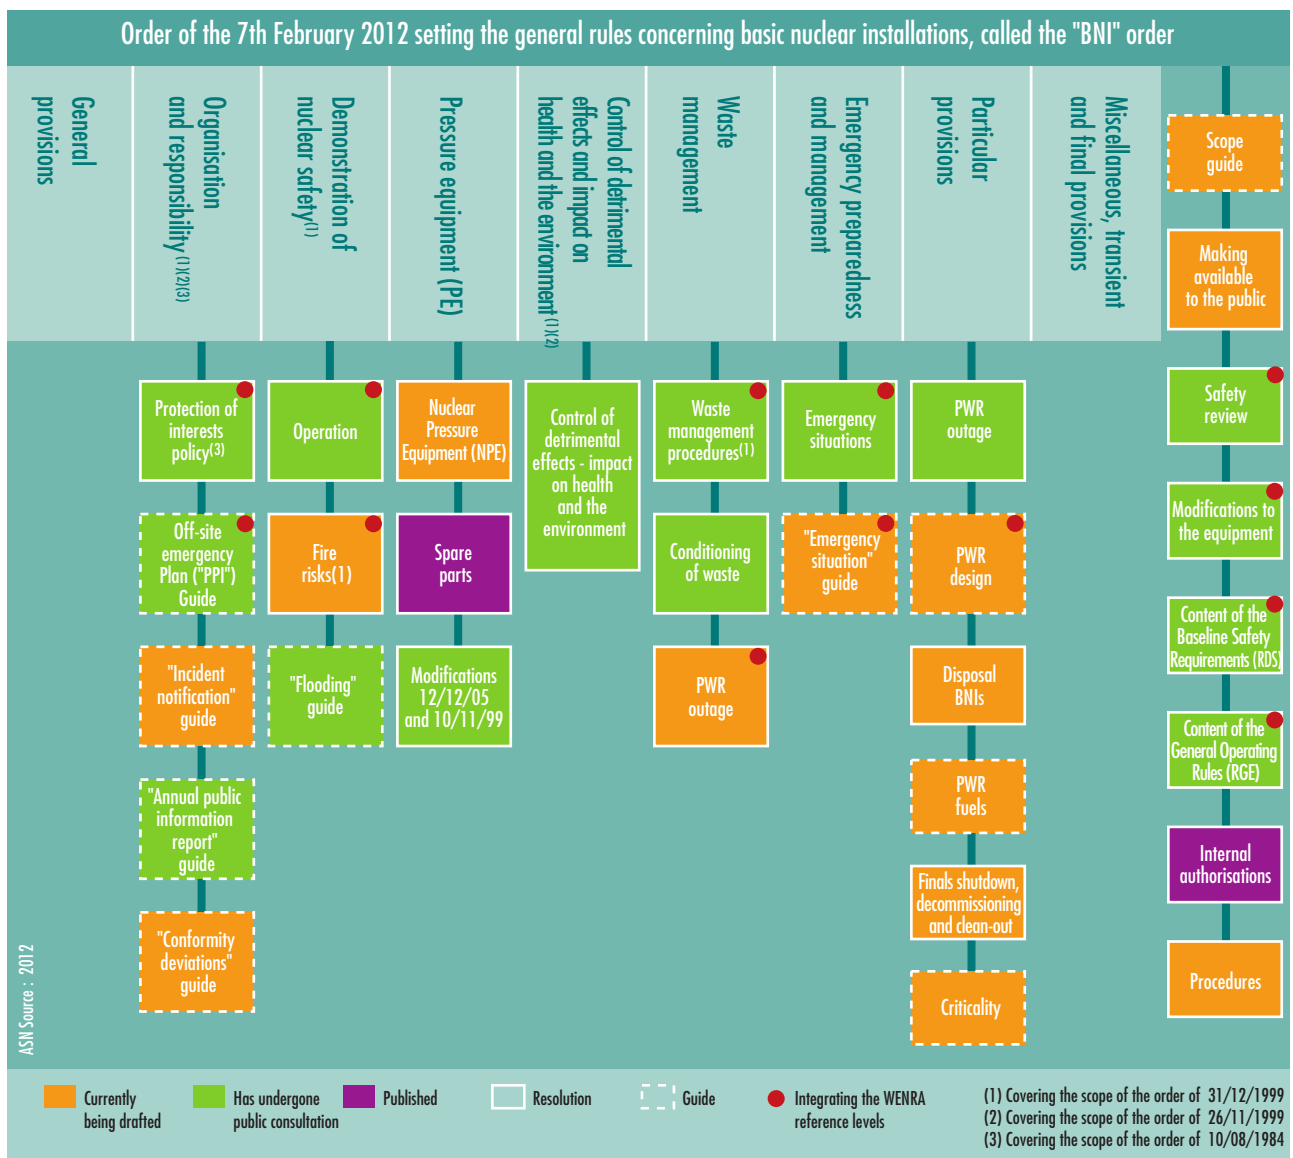 Order of the 7th February 2012 setting the general rules concerning basic nuclear installations, called the "BNI" order
General
provisions
Organisation
and responsibility (1)(2)(3)
Demonstration of
nuclear safety(1)
Pressure equipment (PE)
Control of detrimental
effects and impact on
health and the environment (1)(2)
Waste
management
Emergency preparedness
and management
Particular
provisions
Miscellaneous, transient
and final provisions
Protection of
interests
policy(3)
Off-site
emergency
Plan ("PPI")
Guide
"Incident
notification"
guide
"Annual public
information
report"
guide
"Conformity
deviations"
guide
Operation
Fire
risks(1)
"Flooding"
guide
Nuclear
Pressure
Equipment (NPE)
Spare
parts
Modifications
12/12/05
and 10/11/99
Control of
detrimental
effects - impact
on health
and the
environment
Waste
management
procedures(1)
Conditioning
of waste
PWR
outage
Emergency
situations
"Emergency
situation"
guide
PWR
outage
PWR
design
Disposal
BNIs
PWR
fuels
Finals shutdown,
decommissioning
and clean-out
Criticality
Scope
guide
Making
available
to the public
Safety
review
Modifications to
the equipment
Content of the
Baseline Safety
Requirements (RDS)
Content of the
General Operating
Rules (RGE)
Internal
authorisations
Procedures
ASN Source : 2012
Currently
being drafted
Has undergone
public consultation
Published
Resolution
Guide
Integrating the WENRA
reference levels
(1) Covering the scope of the order of 31/12/1999
(2) Covering the scope of the order of 26/11/1999
(3) Covering the scope of the order of 10/08/1984